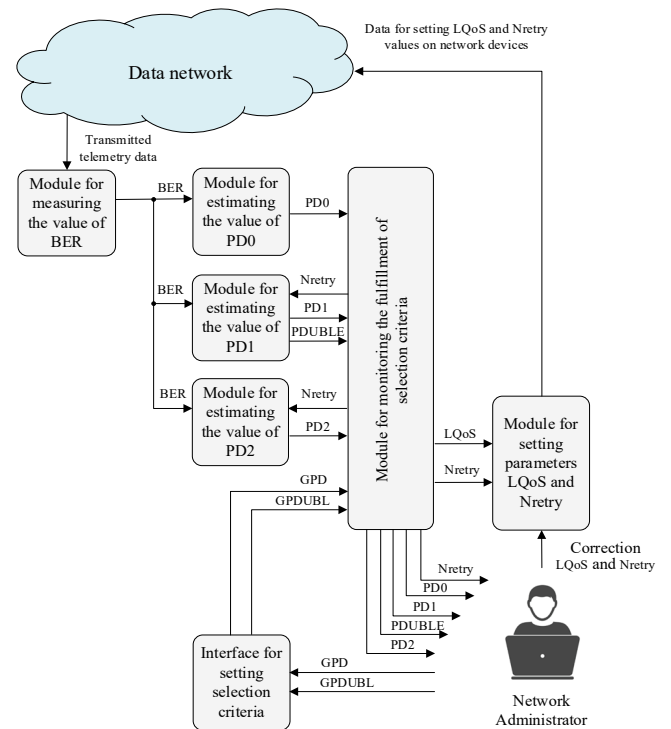 Data for setting LQoS and Nretry
values on network devices
Data network
Transmitted
telemetry data
Module for
measuring
the value of
BER
BER
Module for
estimating
the value of
PD0
PD0
BER
Module for
estimating
the value of
PD1
Nretry
PD1
PDUBLE
BER
Module for
estimating
the value of
PD2
Nretry
PD2
Module for monitoring the fulfillment of
selection criteria
LQoS
Nretry
Module for
setting
parameters
LQoS and
Nretry
GPD
GPDUBL
Correction
LQoS and Nretry
Nretry
PD0
PD1
PDUBLE
PD2
Interface for
setting
selection
criteria
GPD
GPDUBL
Network
Administrator